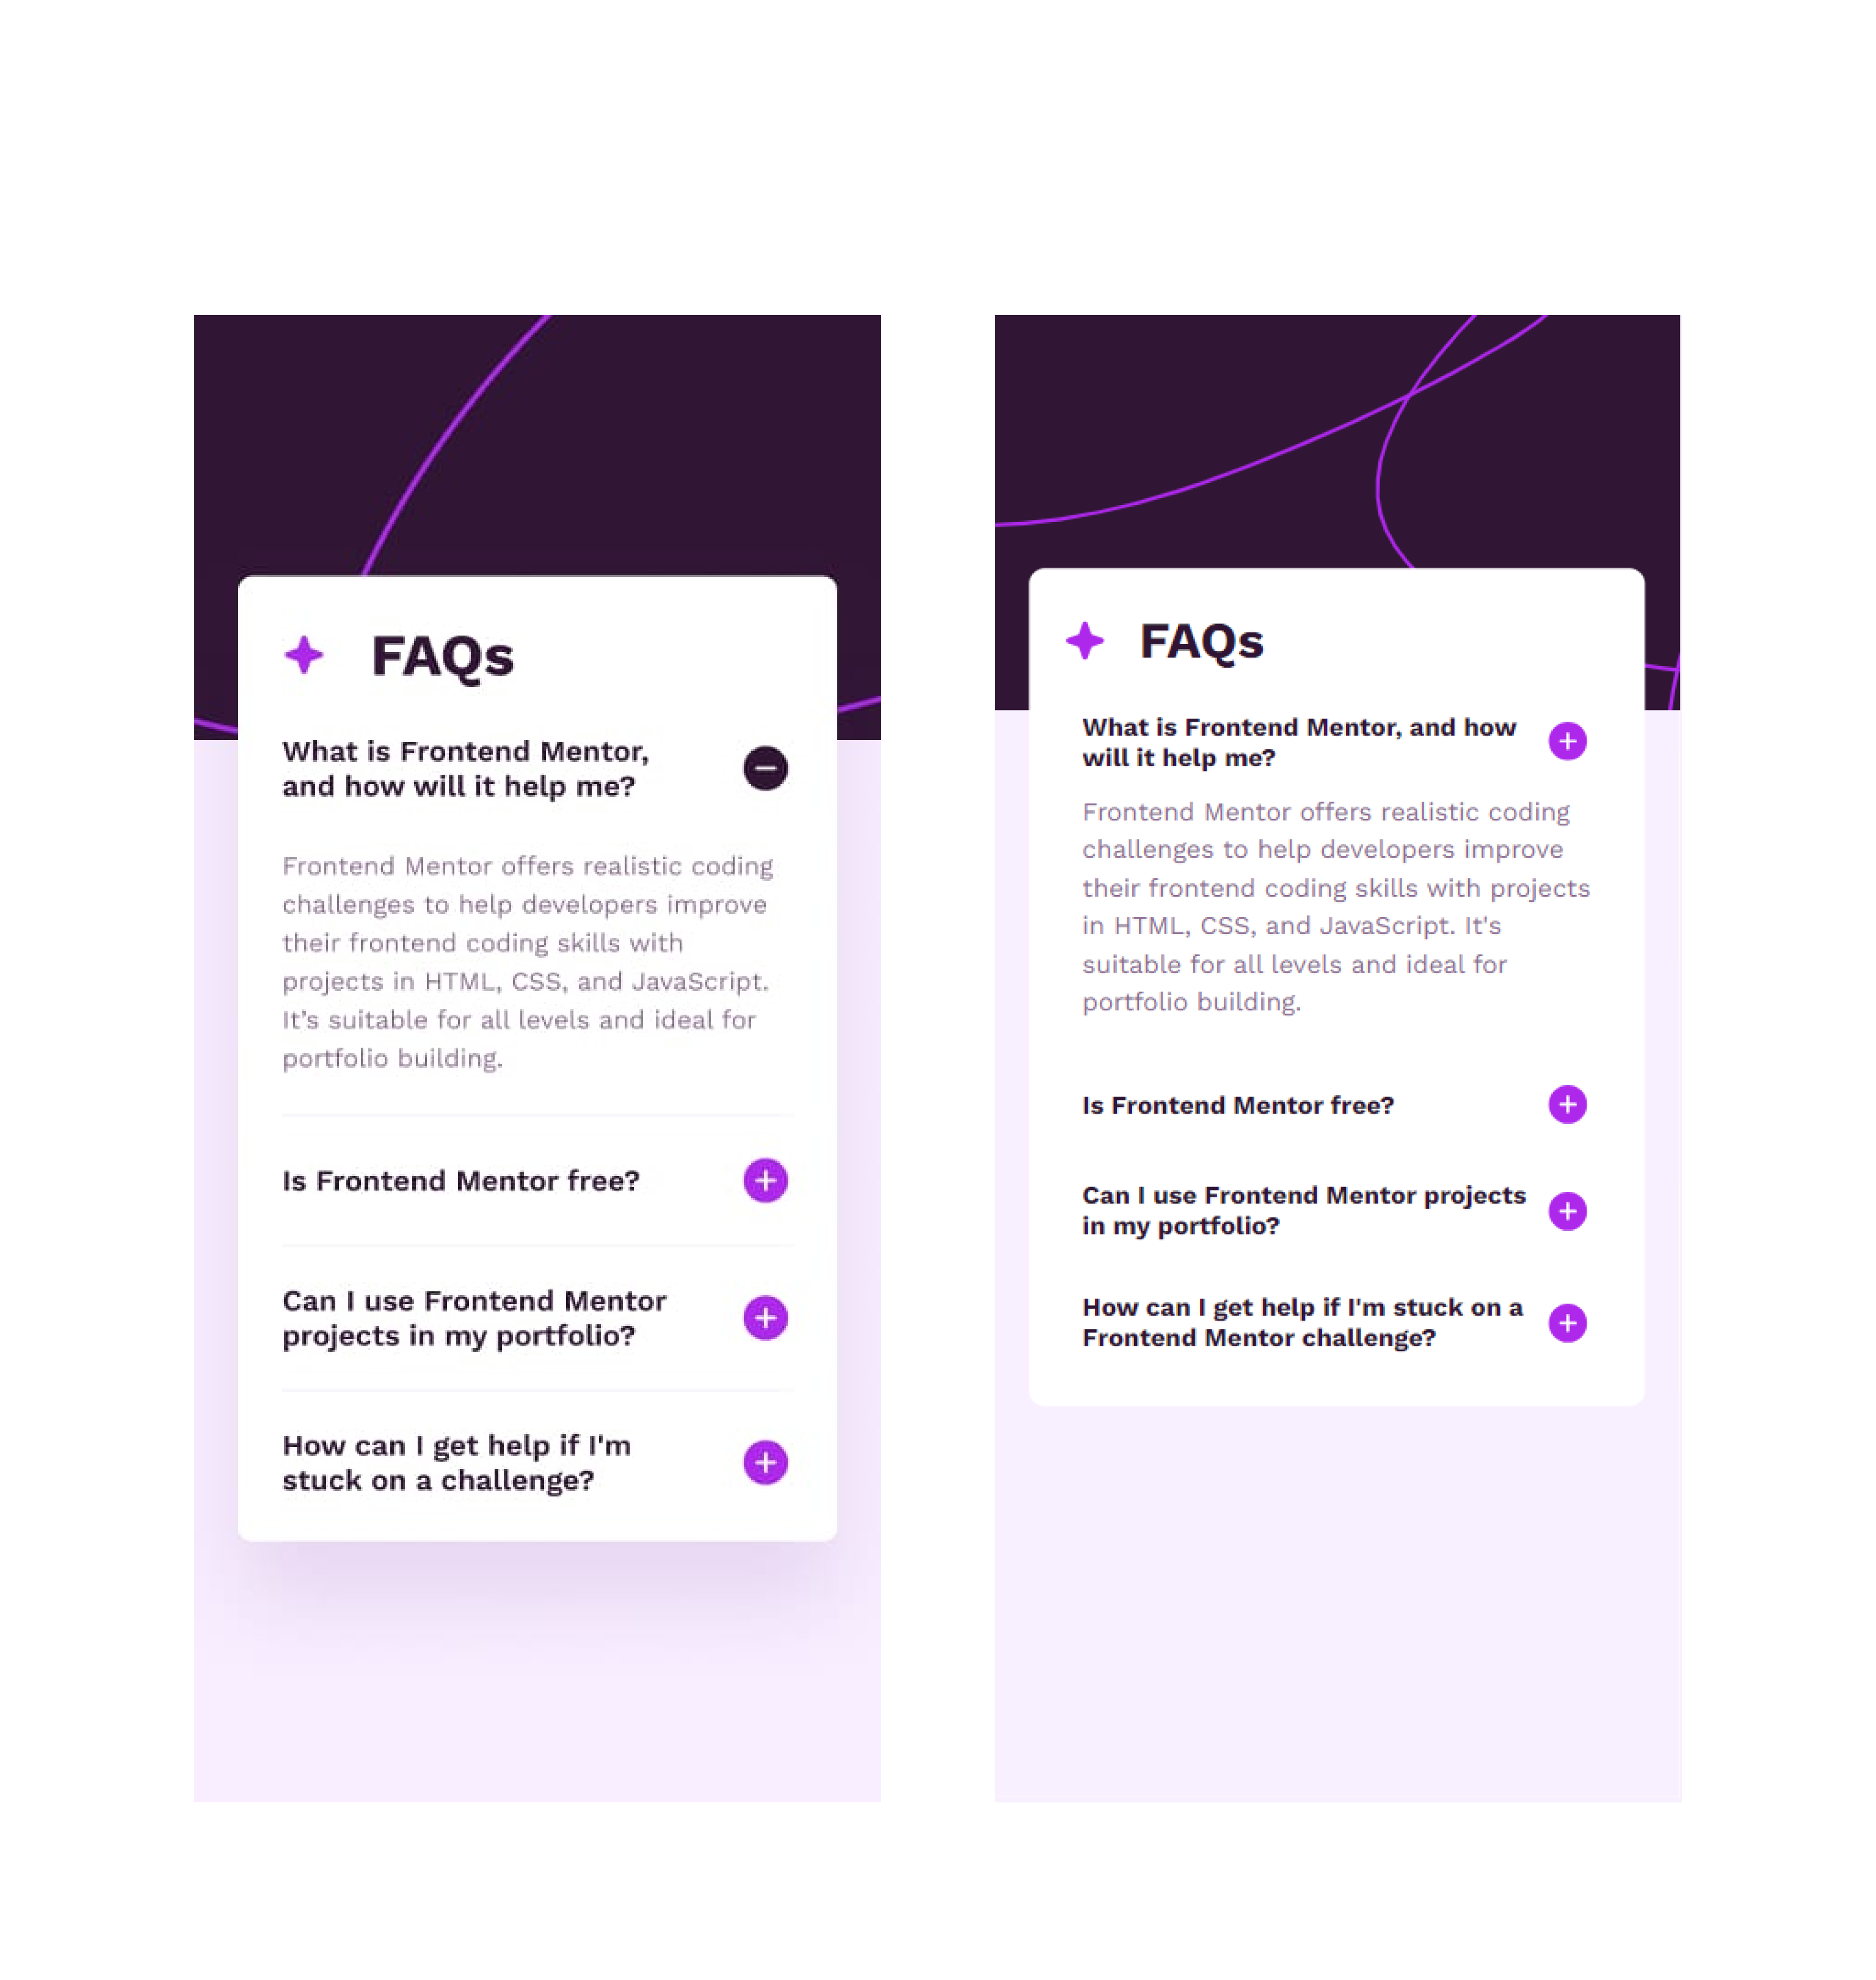 FAQs
What is Frontend Mentor,
and how will it help me?
Frontend Mentor offers realistic coding
challenges to help developers improve
their frontend coding skills with
projects in HTML, CSS, and JavaScript.
It’s suitable for all levels and ideal for
portfolio building.
Is Frontend Mentor free?
Can I use Frontend Mentor
projects in my portfolio?
How can I get help if I'm
stuck on a challenge?
FAQs
What is Frontend Mentor, and how
will it help me?
Frontend Mentor offers realistic coding
challenges to help developers improve
their frontend coding skills with projects
in HTML, CSS, and JavaScript. It's
suitable for all levels and ideal for
portfolio building.
Is Frontend Mentor free?
Can I use Frontend Mentor projects
in my portfolio?
How can I get help if I'm stuck on a
Frontend Mentor challenge?